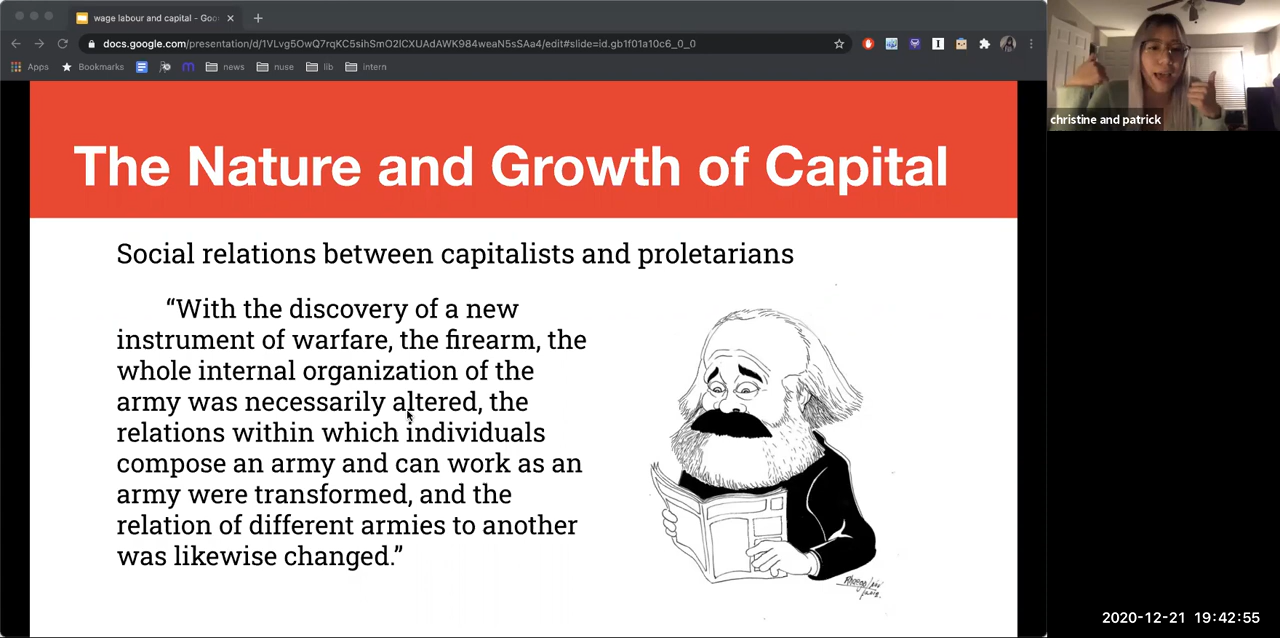 wage labour and capital - Goo
docs.google.com/presentation/d/1VLvg5OwQ7rqKC5sihSmO2ICXUAdAWK984weaN5sSAa4/edit#slide=id.gb1f01a10c6_0_0
Apps Bookmarks news nuse lib intern
christine and patrick
The Nature and Growth of Capital
Social relations between capitalists and proletarians
“With the discovery of a new
instrument of warfare, the firearm, the
whole internal organization of the
army was necessarily altered, the
relations within which individuals
compose an army and can work as an
army were transformed, and the
relation of different armies to another
was likewise changed.”
2020-12-21 19:42:55